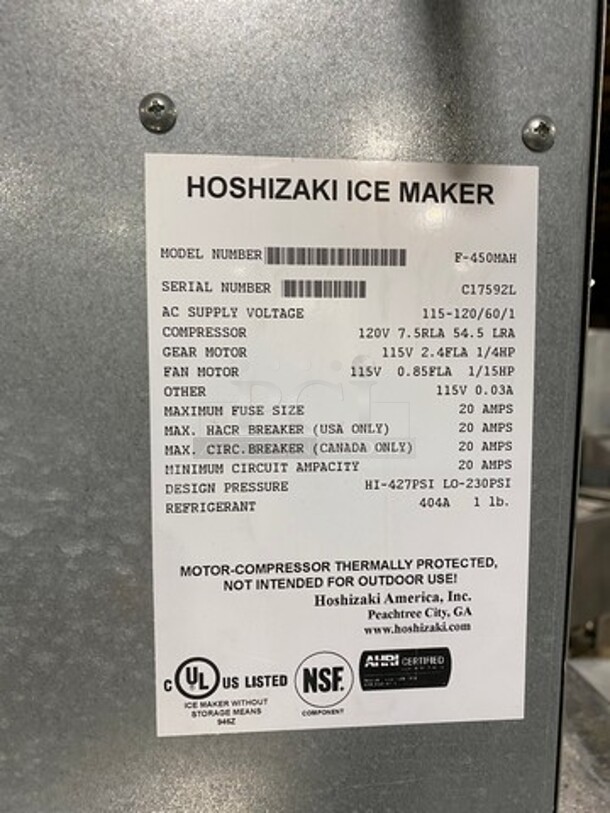 HOSHIZAKI ICE MAKER
MODEL NUMBER F-450MAH
SERIAL NUMBER C17592L
AC SUPPLY VOLTAGE 115-120/60/1
COMPRESSOR 120V 7.5RLA 54.5 LRA
GEAR MOTOR 115V 2.4FLA 1/4HP
FAN MOTOR 115V 0.85FLA 1/15HP
OTHER 115V 0.03A
MAXIMUM FUSE SIZE 20 AMPS
MAX. HACR BREAKER (USA ONLY) 20 AMPS
MAX. CIRC.BREAKER (CANADA ONLY) 20 AMPS
MINIMUM CIRCUIT AMPACITY 20 AMPS
DESIGN PRESSURE HI-427PSI LO-230PSI
REFRIGERANT 404A 1 lb.
MOTOR-COMPRESSOR THERMALLY PROTECTED,
NOT INTENDED FOR OUTDOOR USE!
Hoshizaki America, Inc.
Peachtree City, GA
www.hoshizaki.com
C UL US LISTED
ICE MAKER WITHOUT
STORAGE MEANS
946Z
NSF.
COMPONENT
AHRI CERTIFIED